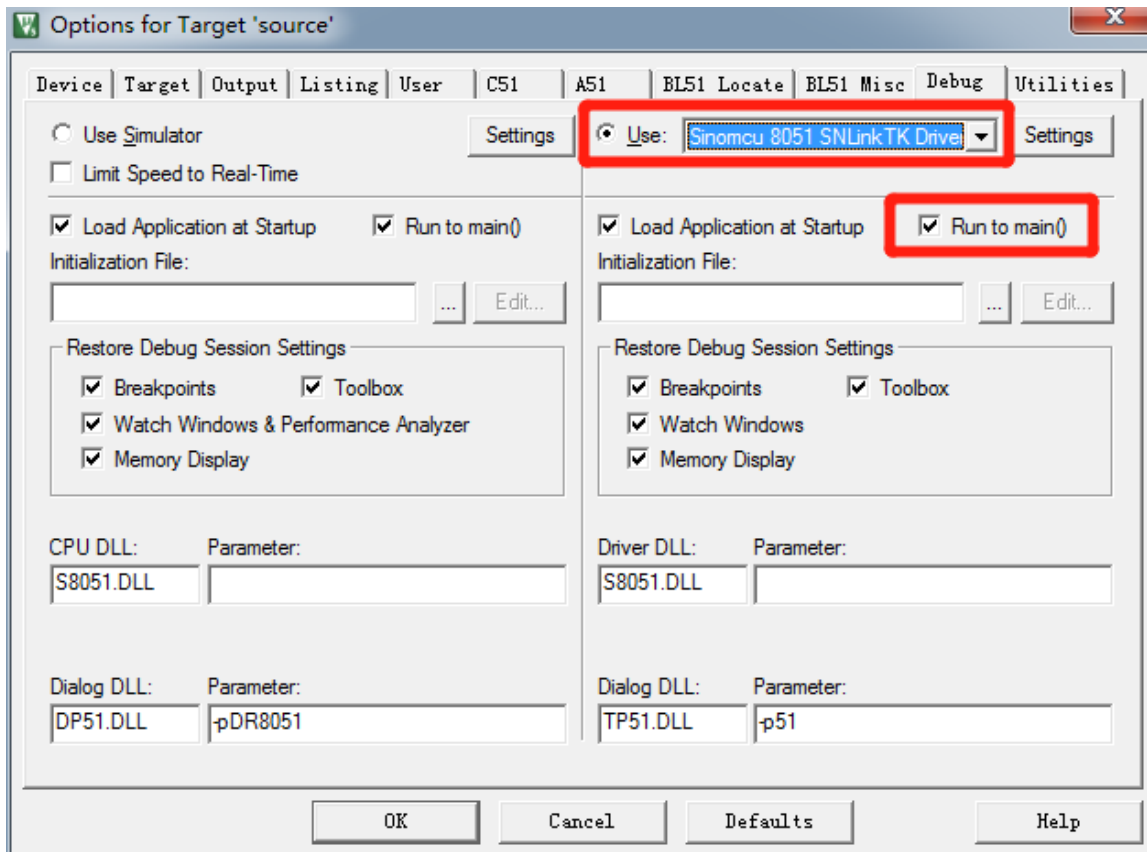 Options for Target 'source'
Device Target Output Listing User C51 A51 BL51 Locate BL51 Misc Debug Utilities
Use Simulator Settings Use: Sinomcu 8051 SNLinkTK Drive Settings
Limit Speed to Real-Time
Load Application at Startup Run to main() Load Application at Startup Run to main()
Initialization File: Initialization File:
... Edit... ... Edit...
Restore Debug Session Settings Restore Debug Session Settings
Breakpoints Toolbox Breakpoints Toolbox
Watch Windows & Performance Analyzer Watch Windows
Memory Display Memory Display
CPU DLL: Parameter: Driver DLL: Parameter:
S8051.DLL S8051.DLL
Dialog DLL: Parameter: Dialog DLL: Parameter:
DP51.DLL -pDR8051 TP51.DLL -p51
OK Cancel Defaults Help